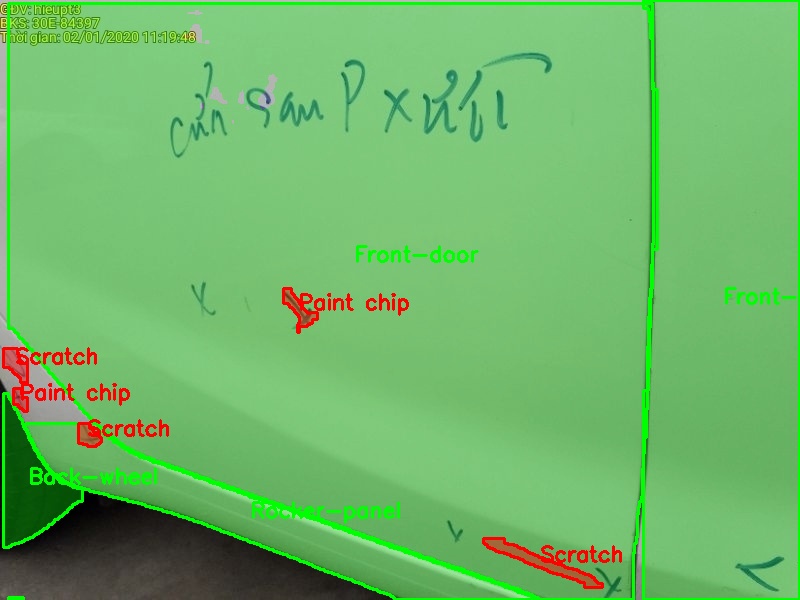 GDV: hieupt3
BKS: 30E-84397
Thời gian: 02/01/2020 11:19:48
sau P x
Front-door
x
Paint chip
Front-
Scratch
Paint chip
Scratch
Back-wheel
Rocker-panel
Scratch
x